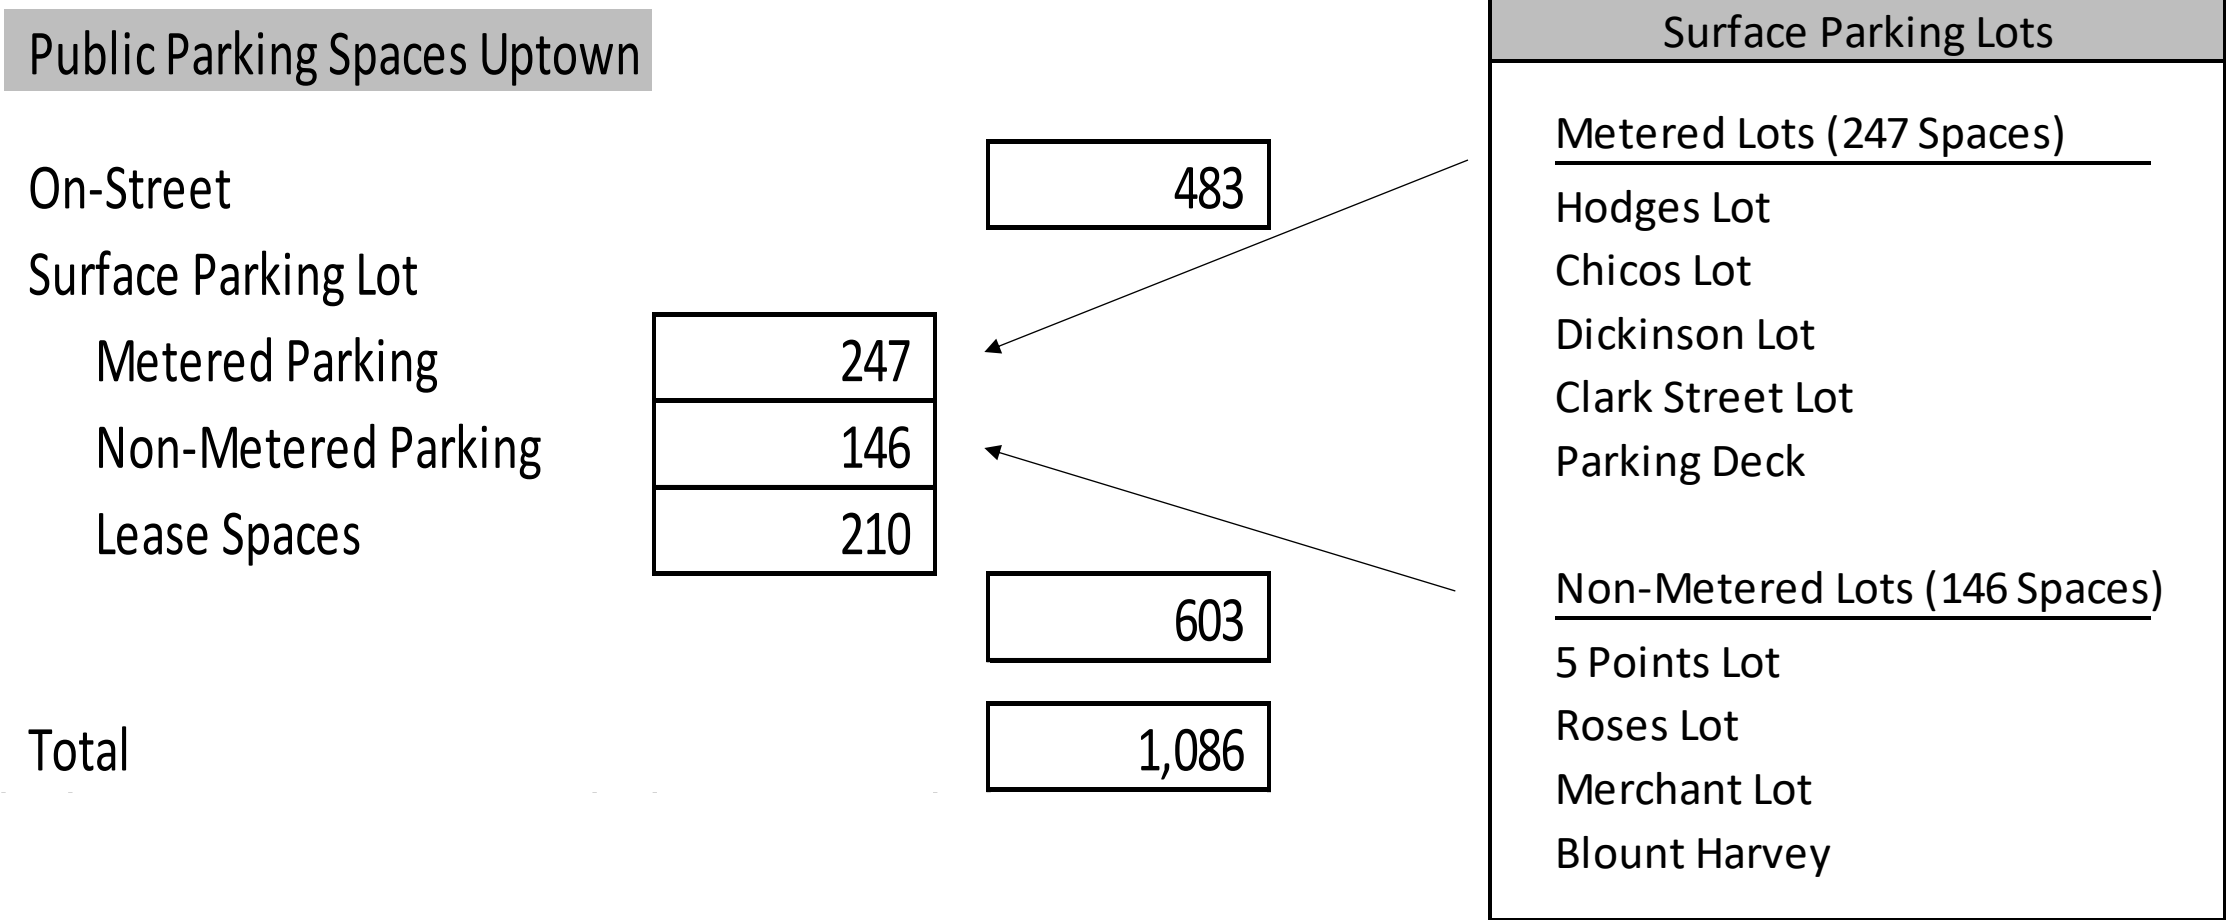 Public Parking Spaces Uptown
On-Street 483
Surface Parking Lot
Metered Parking 247
Non-Metered Parking 146
Lease Spaces 210
603
Total 1,086
Surface Parking Lots
Metered Lots (247 Spaces)
Hodges Lot
Chicos Lot
Dickinson Lot
Clark Street Lot
Parking Deck
Non-Metered Lots (146 Spaces)
5 Points Lot
Roses Lot
Merchant Lot
Blount Harvey